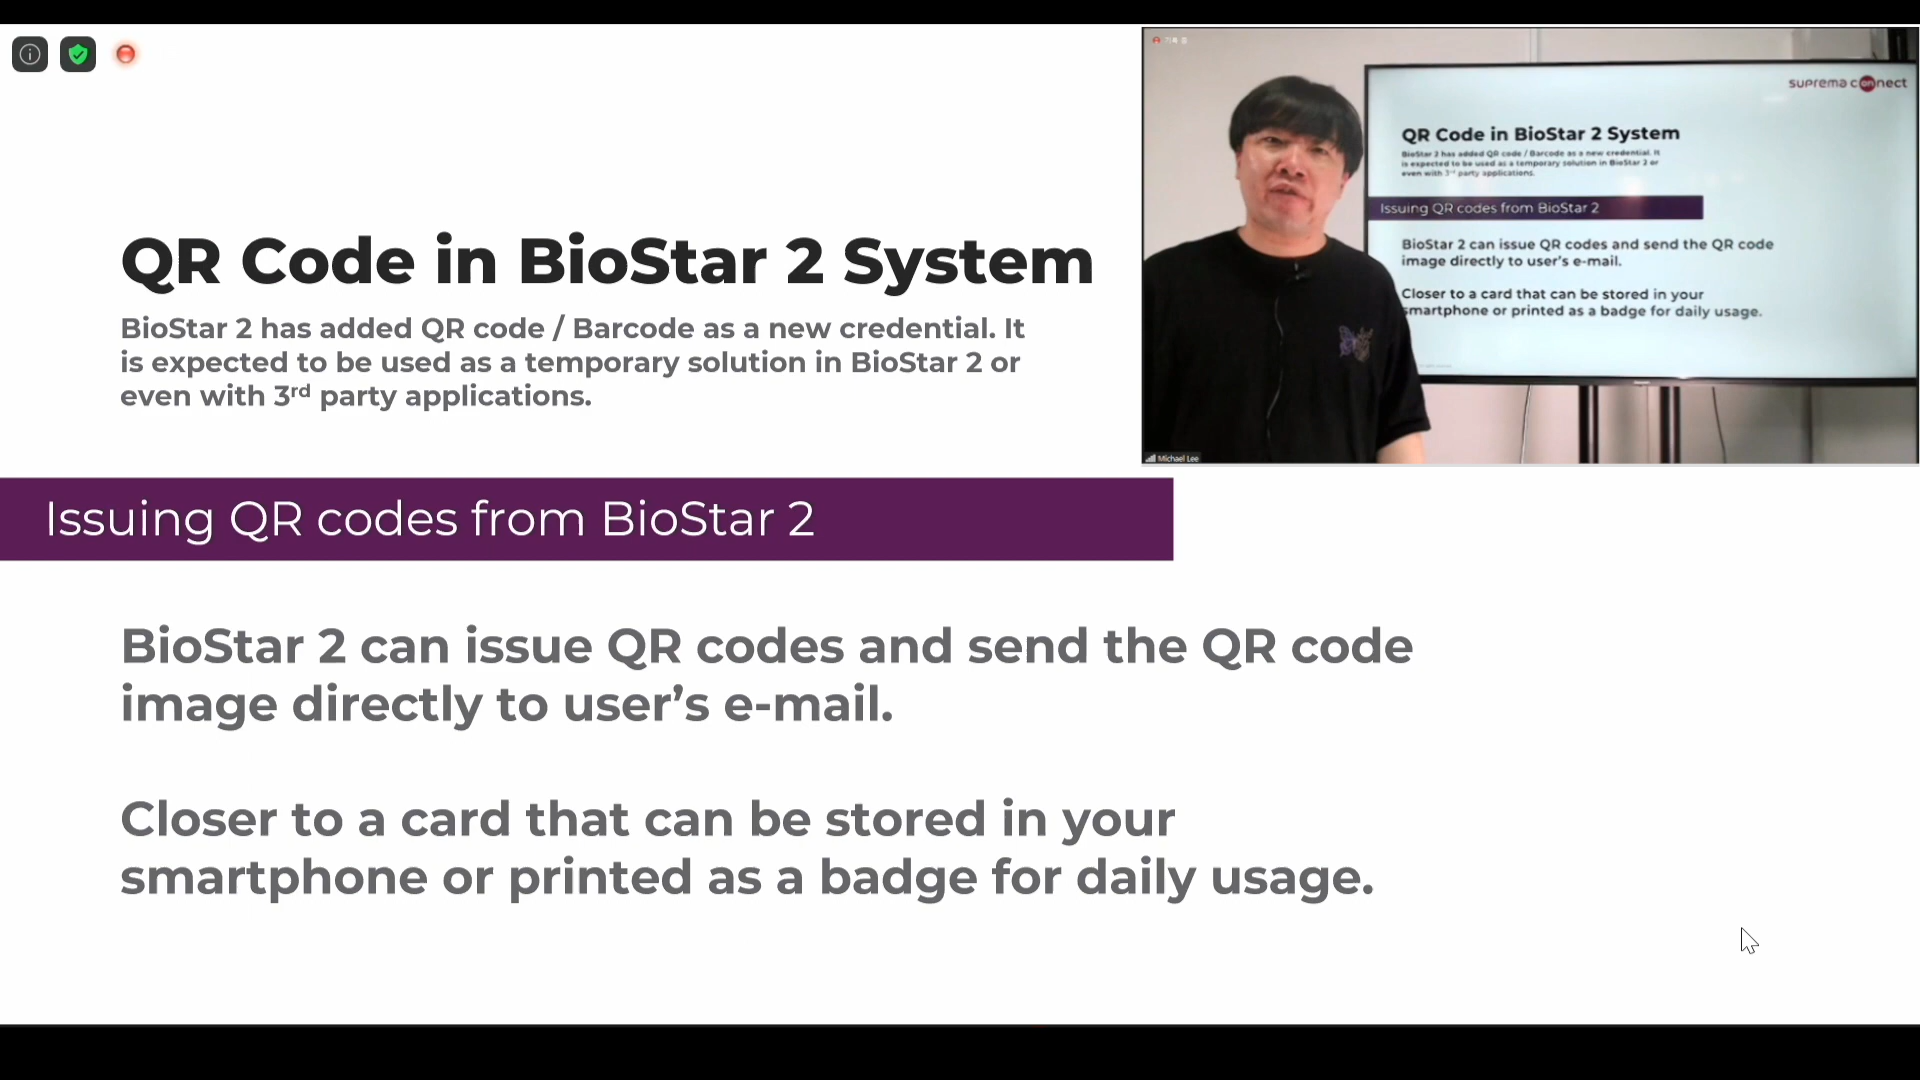 QR Code in BioStar 2 System
BioStar 2 has added QR code / Barcode as a new credential. It
is expected to be used as a temporary solution in BioStar 2 or
even with 3rd party applications.
Issuing QR codes from BioStar 2
BioStar 2 can issue QR codes and send the QR code
image directly to user’s e-mail.
Closer to a card that can be stored in your
smartphone or printed as a badge for daily usage.
기록 중
suprema connect
QR Code in BioStar 2 System
BioStar 2 has added QR code / Barcode as a new credential. It
is expected to be used as a temporary solution in BioStar 2 or
even with 3rd party applications.
Issuing QR codes from BioStar 2
BioStar 2 can issue QR codes and send the QR code
image directly to user’s e-mail.
Closer to a card that can be stored in your
smartphone or printed as a badge for daily usage.
Michael Lee